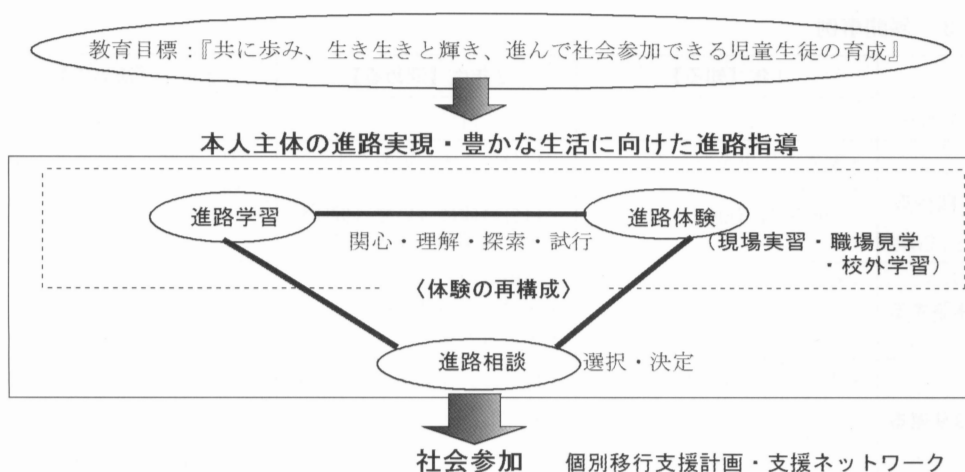 教育目標：『共に歩み、生き生きと輝き、進んで社会参加できる児童生徒の育成』
本人主体の進路実現・豊かな生活に向けた進路指導
進路学習
進路体験
関心・理解・探索・試行
（現場実習・職場見学
・校外学習）
〈体験の再構成〉
進路相談
選択・決定
社会参加
個別移行支援計画・支援ネットワーク